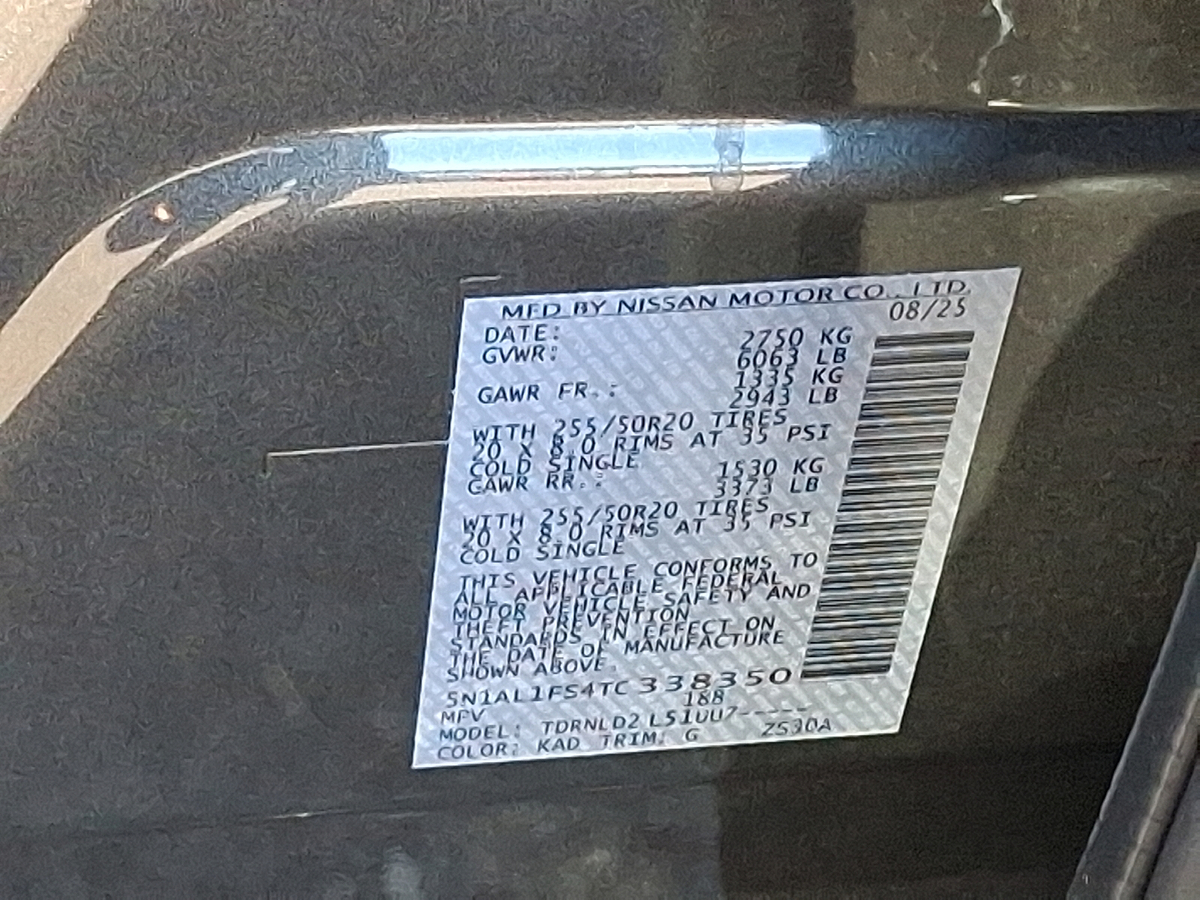 MFD BY NISSAN MOTOR CO., LTD.
DATE: 08/25
GVWR: 2750 KG
6063 LB
GAWR FR.: 1335 KG
2943 LB
WITH 255/50R20 TIRES
20 X 8.0 RIMS AT 35 PSI
COLD SINGLE
GAWR RR.: 1530 KG
3373 LB
WITH 255/50R20 TIRES
20 X 8.0 RIMS AT 35 PSI
COLD SINGLE
THIS VEHICLE CONFORMS TO
ALL APPLICABLE FEDERAL
MOTOR VEHICLE SAFETY AND
THEFT PREVENTION
STANDARDS IN EFFECT ON
THE DATE OF MANUFACTURE
SHOWN ABOVE.
5N1AL1FS4TC338350
MPV 188
MODEL: TDRNLD2 L51UU7-----
COLOR: KAD TRIM: G